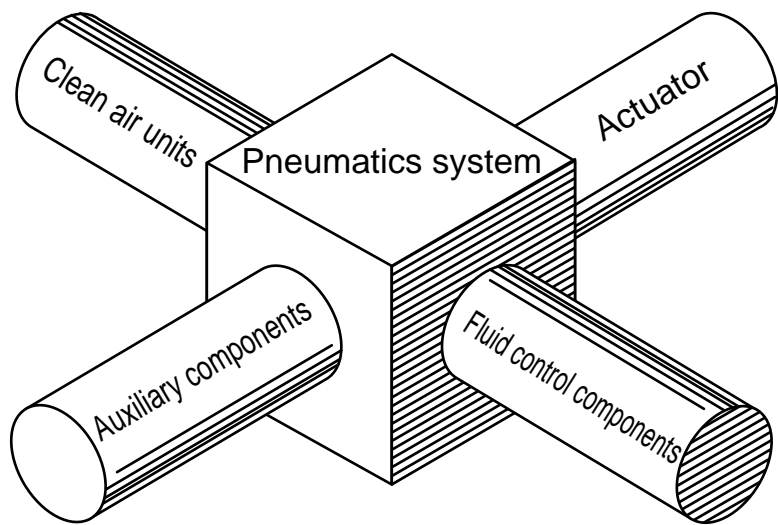 Clean air units
Actuator
Pneumatics system
Auxiliary components
Fluid control components